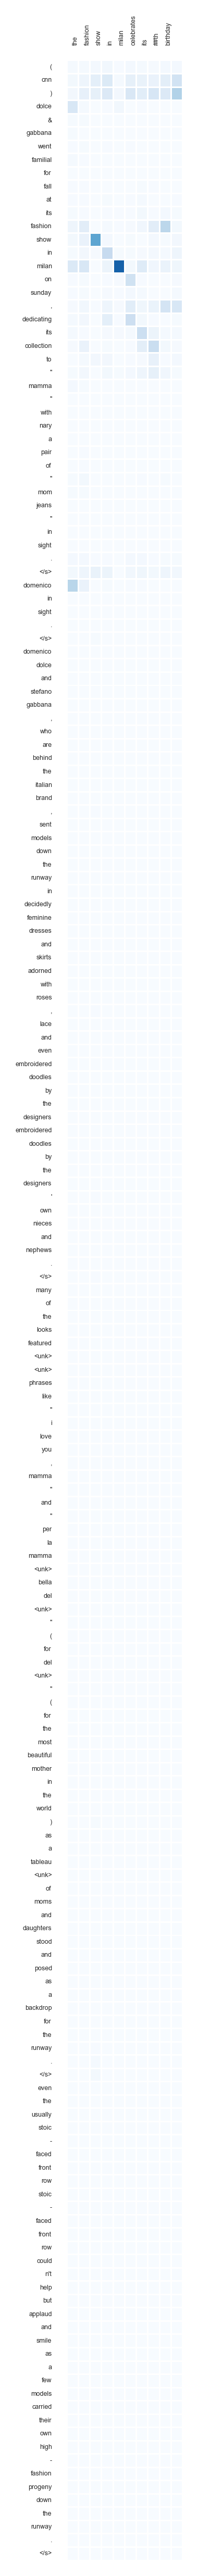 the
fashion
show
in
milan
celebrates
its
##th
birthday
(
cnn
)
dolce
&
gabbana
went
familial
for
fall
at
its
fashion
show
in
milan
on
sunday
,
dedicating
its
collection
to
"
mamma
"
with
nary
a
pair
of
"
mom
jeans
"
in
sight
.
</s>
domenico
in
sight
.
</s>
domenico
dolce
and
stefano
gabbana
,
who
are
behind
the
italian
brand
,
sent
models
down
the
runway
in
decidedly
feminine
dresses
and
skirts
adorned
with
roses
,
lace
and
even
embroidered
doodles
by
the
designers
embroidered
doodles
by
the
designers
'
own
nieces
and
nephews
.
</s>
many
of
the
looks
featured
<unk>
<unk>
phrases
like
"
i
love
you
,
mamma
"
and
"
per
la
mamma
<unk>
bella
del
<unk>
"
(
for
del
<unk>
"
(
for
the
most
beautiful
mother
in
the
world
)
as
a
tableau
<unk>
of
moms
and
daughters
stood
and
posed
as
a
backdrop
for
the
runway
.
</s>
even
the
usually
stoic
-
faced
front
row
stoic
-
faced
front
row
could
n't
help
but
applaud
and
smile
as
a
few
models
carried
their
own
high
-
fashion
progeny
down
the
runway
.
</s>